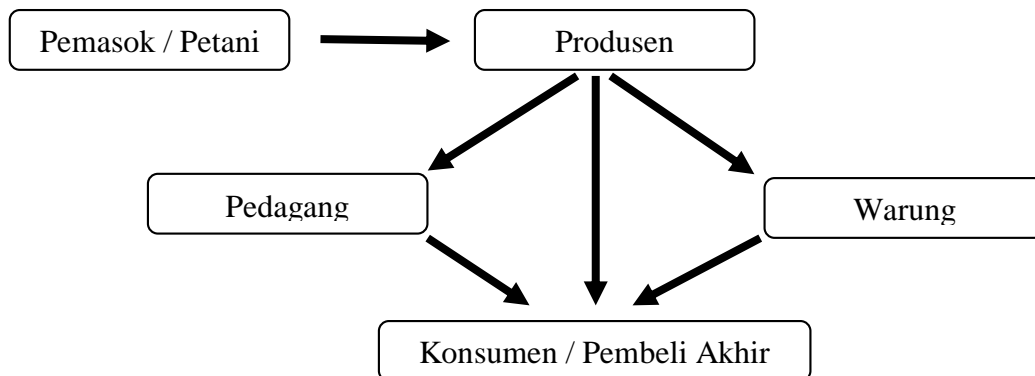 Pemasok / Petani
Produsen
Pedagang
Warung
Konsumen / Pembeli Akhir